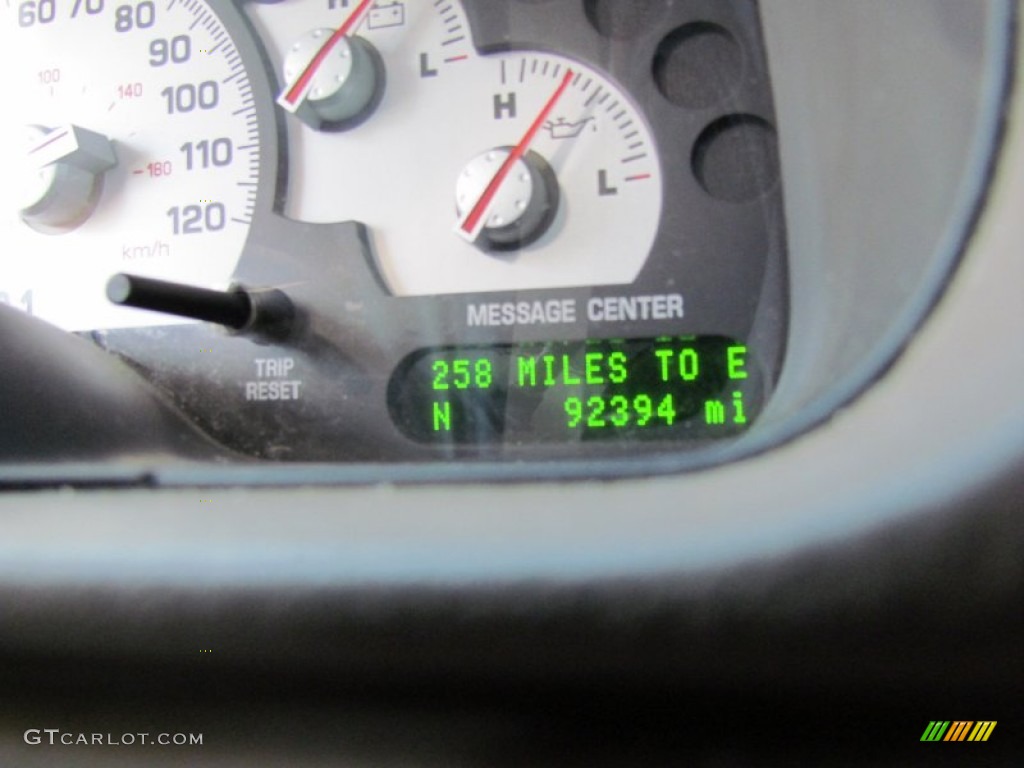 60 70 80
90
100
110
120
100
140
180
km/h
H
L
H
L
MESSAGE CENTER
TRIP
RESET
258 MILES TO E
N 92394 mi
GTCARLOT.COM